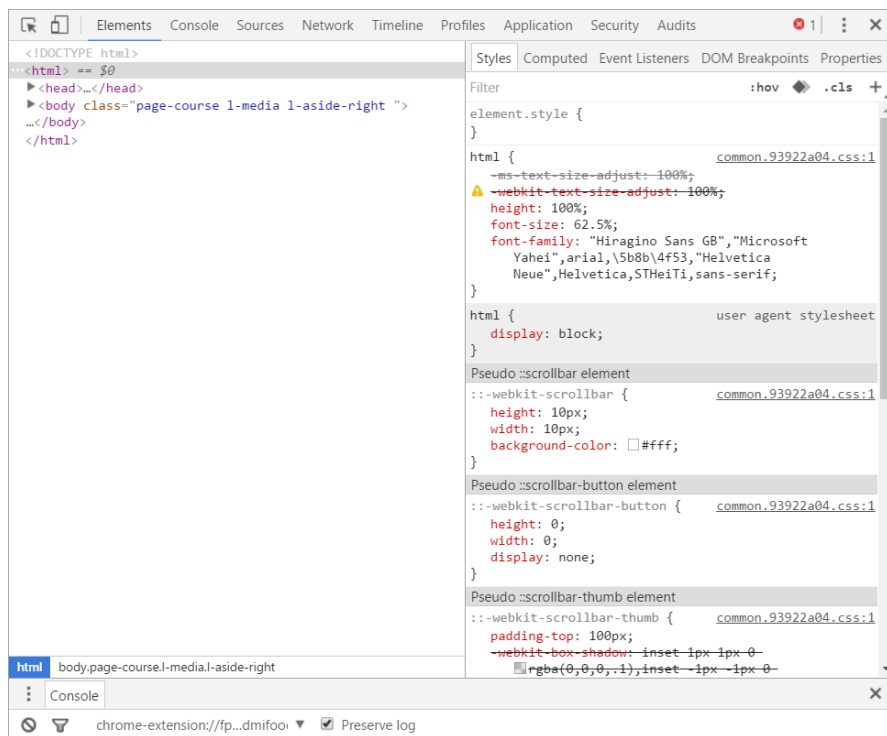 Elements Console Sources Network Timeline Profiles Application Security Audits 1
<!DOCTYPE html>
···<html> == $0
<head>…</head>
<body class="page-course l-media l-aside-right ">
…</body>
</html>
html body.page-course.l-media.l-aside-right
Styles Computed Event Listeners DOM Breakpoints Properties
Filter :hov .cls +
element.style {
}
html { common.93922a04.css:1
-ms-text-size-adjust: 100%;
-webkit-text-size-adjust: 100%;
height: 100%;
font-size: 62.5%;
font-family: "Hiragino Sans GB","Microsoft
Yahei",arial,\5b8b\4f53,"Helvetica
Neue",Helvetica,STHeiTi,sans-serif;
}
html { user agent stylesheet
display: block;
}
Pseudo ::scrollbar element
::-webkit-scrollbar { common.93922a04.css:1
height: 10px;
width: 10px;
background-color: #fff;
}
Pseudo ::scrollbar-button element
::-webkit-scrollbar-button { common.93922a04.css:1
height: 0;
width: 0;
display: none;
}
Pseudo ::scrollbar-thumb element
::-webkit-scrollbar-thumb { common.93922a04.css:1
padding-top: 100px;
-webkit-box-shadow: inset 1px 1px 0
rgba(0,0,0,.1),inset -1px -1px 0
Console
chrome-extension://fp...dmifoo Preserve log